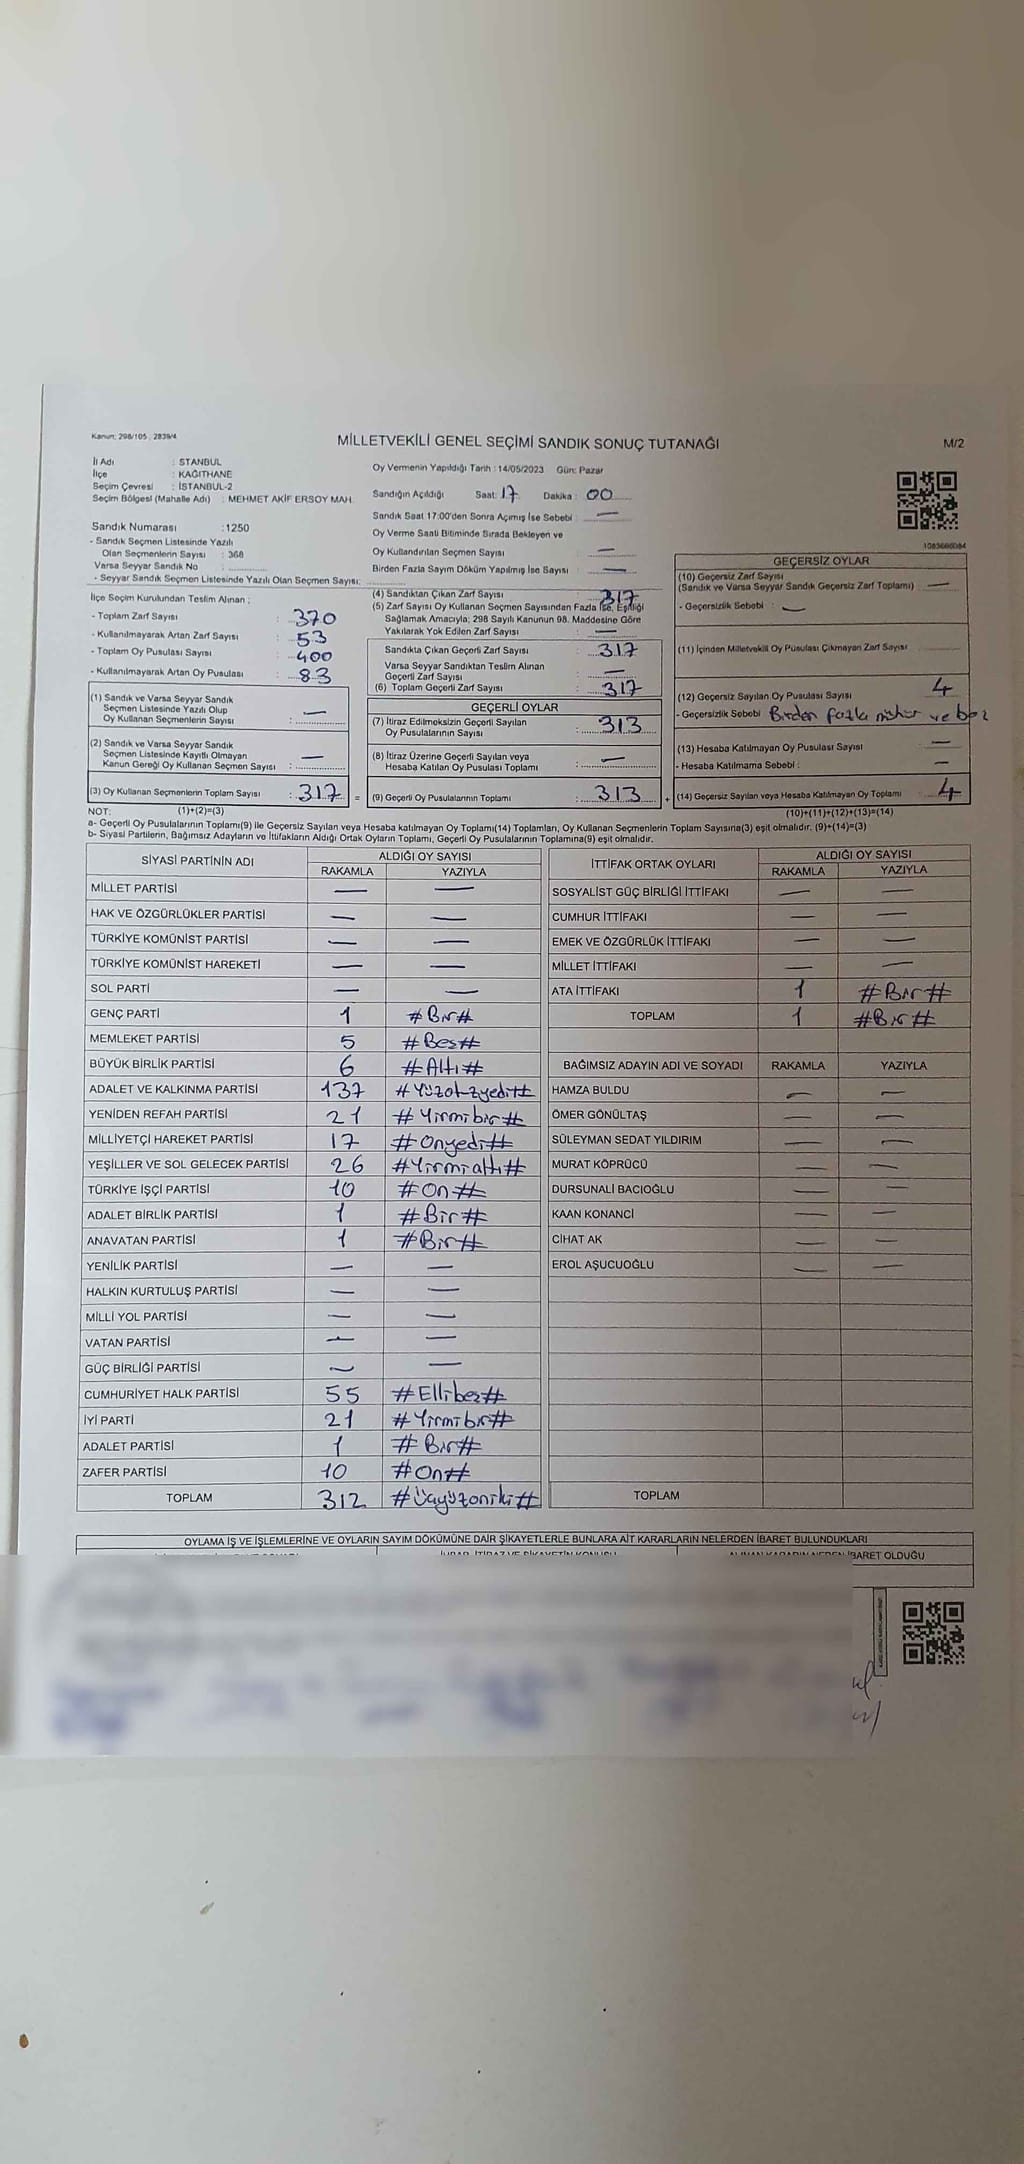 Kanun: 298/105, 2839/4
MİLLETVEKİLİ GENEL SEÇİMİ SANDIK SONUÇ TUTANAĞI
M/2
İl Adı : STANBUL
İlçe : KAĞITHANE
Seçim Çevresi : İSTANBUL-2
Seçim Bölgesi (Mahalle Adı) : MEHMET AKİF ERSOY MAH.
Sandık Numarası :1250
- Sandık Seçmen Listesinde Yazılı
Olan Seçmenlerin Sayısı : 368
Varsa Seyyar Sandık No :
- Seyyar Sandık Seçmen Listesinde Yazılı Olan Seçmen Sayısı:
İlçe Seçim Kurulundan Teslim Alınan ;
- Toplam Zarf Sayısı : 370
- Kullanılmayarak Artan Zarf Sayısı : 53
- Toplam Oy Pusulası Sayısı : 400
- Kullanılmayarak Artan Oy Pusulası : 83
(1) Sandık ve Varsa Seyyar Sandık
Seçmen Listesinde Yazılı Olup
Oy Kullanan Seçmenlerin Sayısı : —
(2) Sandık ve Varsa Seyyar Sandık
Seçmen Listesinde Kayıtlı Olmayan
Kanun Gereği Oy Kullanan Seçmen Sayısı : —
(3) Oy Kullanan Seçmenlerin Toplam Sayısı : 317 =
Oy Vermenin Yapıldığı Tarih : 14/05/2023 Gün: Pazar
Sandığın Açıldığı Saat: 17 Dakika : 00
Sandık Saat 17:00'den Sonra Açımış İse Sebebi : —
Oy Verme Saati Bitiminde Sırada Bekleyen ve
Oy Kullandırılan Seçmen Sayısı : —
Birden Fazla Sayım Döküm Yapılmış İse Sayısı : —
(4) Sandıktan Çıkan Zarf Sayısı : 317
(5) Zarf Sayısı Oy Kullanan Seçmen Sayısından Fazla İse, Eşitliği
Sağlamak Amacıyla; 298 Sayılı Kanunun 98. Maddesine Göre
Yakılarak Yok Edilen Zarf Sayısı : —
Sandıkta Çıkan Geçerli Zarf Sayısı : 317
Varsa Seyyar Sandıktan Teslim Alınan
Geçerli Zarf Sayısı : —
(6) Toplam Geçerli Zarf Sayısı : 317
GEÇERLİ OYLAR
(7) İtiraz Edilmeksizin Geçerli Sayılan
Oy Pusulalarının Sayısı : 313
(8) İtiraz Üzerine Geçerli Sayılan veya
Hesaba Katılan Oy Pusulası Toplamı : —
(9) Geçerli Oy Pusulalarının Toplamı : 313 +
1083686084
GEÇERSİZ OYLAR
(10) Geçersiz Zarf Sayısı
(Sandık ve Varsa Seyyar Sandık Geçersiz Zarf Toplamı) : —
- Geçersizlik Sebebi : —
(11) İçinden Milletvekili Oy Pusulası Çıkmayan Zarf Sayısı :
(12) Geçersiz Sayılan Oy Pusulası Sayısı : 4
- Geçersizlik Sebebi : Birden fazla mühür ve boş
(13) Hesaba Katılmayan Oy Pusulası Sayısı : —
- Hesaba Katılmama Sebebi : —
(14) Geçersiz Sayılan veya Hesaba Katılmayan Oy Toplamı : 4
NOT: (1)+(2)=(3)
(10)+(11)+(12)+(13)=(14)
a- Geçerli Oy Pusulalarının Toplamı(9) ile Geçersiz Sayılan veya Hesaba katılmayan Oy Toplamı(14) Toplamları, Oy Kullanan Seçmenlerin Toplam Sayısına(3) eşit olmalıdır. (9)+(14)=(3)
b- Siyasi Partilerin, Bağımsız Adayların ve İttifakların Aldığı Ortak Oyların Toplamı, Geçerli Oy Pusulalarının Toplamına(9) eşit olmalıdır.
SİYASİ PARTİNİN ADI ALDIĞI OY SAYISI
RAKAMLA YAZIYLA
MİLLET PARTİSİ — —
HAK VE ÖZGÜRLÜKLER PARTİSİ — —
TÜRKİYE KOMÜNİST PARTİSİ — —
TÜRKİYE KOMÜNİST HAREKETİ — —
SOL PARTİ — —
GENÇ PARTİ 1 #Bir#
MEMLEKET PARTİSİ 5 #Beş#
BÜYÜK BİRLİK PARTİSİ 6 #Altı#
ADALET VE KALKINMA PARTİSİ 137 #Yüzotuzyedi#
YENİDEN REFAH PARTİSİ 21 #Yirmibir#
MİLLİYETÇİ HAREKET PARTİSİ 17 #Onyedi#
YEŞİLLER VE SOL GELECEK PARTİSİ 26 #Yirmialtı#
TÜRKİYE İŞÇİ PARTİSİ 10 #On#
ADALET BİRLİK PARTİSİ 1 #Bir#
ANAVATAN PARTİSİ 1 #Bir#
YENİLİK PARTİSİ — —
HALKIN KURTULUŞ PARTİSİ — —
MİLLİ YOL PARTİSİ — —
VATAN PARTİSİ — —
GÜÇ BİRLİĞİ PARTİSİ — —
CUMHURİYET HALK PARTİSİ 55 #Ellibeş#
İYİ PARTİ 21 #Yirmibir#
ADALET PARTİSİ 1 #Bir#
ZAFER PARTİSİ 10 #On#
TOPLAM 312 #Üçyüzoniki#
İTTİFAK ORTAK OYLARI ALDIĞI OY SAYISI
RAKAMLA YAZIYLA
SOSYALİST GÜÇ BİRLİĞİ İTTİFAKI — —
CUMHUR İTTİFAKI — —
EMEK VE ÖZGÜRLÜK İTTİFAKI — —
MİLLET İTTİFAKI — —
ATA İTTİFAKI 1 #Bir#
TOPLAM 1 #Bir#
BAĞIMSIZ ADAYIN ADI VE SOYADI RAKAMLA YAZIYLA
HAMZA BULDU — —
ÖMER GÖNÜLTAŞ — —
SÜLEYMAN SEDAT YILDIRIM — —
MURAT KÖPRÜCÜ — —
DURSUNALİ BACIOĞLU — —
KAAN KONANCİ — —
CİHAT AK — —
EROL AŞUCUOĞLU — —
TOPLAM
OYLAMA İŞ VE İŞLEMLERİNE VE OYLARIN SAYIM DÖKÜMÜNE DAİR ŞİKAYETLERLE BUNLARA AİT KARARLARIN NELERDEN İBARET BULUNDUKLARI
İBARET OLDUĞU